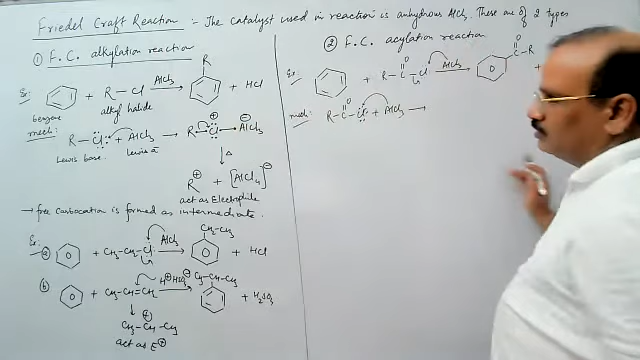 Friedel Craft Reaction :- The catalyst used in reaction is anhydrous AlCl3. These are of 2 types
① F.C. alkylation reaction
Ex: benzene + R–Cl AlCl3 → R + HCl
alkyl halide
mech: R–Cl: + AlCl3 → R–Cl⊕–AlCl3⊖
Lewis base. Lewis a
↓ Δ
R⊕ + [AlCl4]⊖
act as Electrophile
→ free carbocation is formed as intermediate.
Ex:
ⓐ + CH3–CH2–Cl AlCl3 → CH2–CH3 + HCl
ⓑ + CH3–CH=CH2 H⊕HSO4⊖ → CH3–CH–CH3 + H2SO4
↓
CH3–CH–CH3 (+)
act as E⊕
② F.C. acylation reaction
Ex: + R–C–Cl AlCl3 → C–R +
O O
mech: R–C–Cl: + AlCl3 →
O